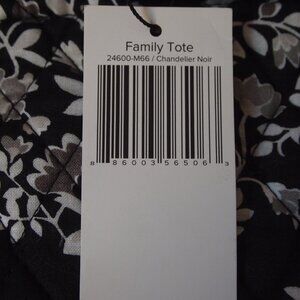 Family Tote
24600-M66 / Chandelier Noir
8 86003 56506 3